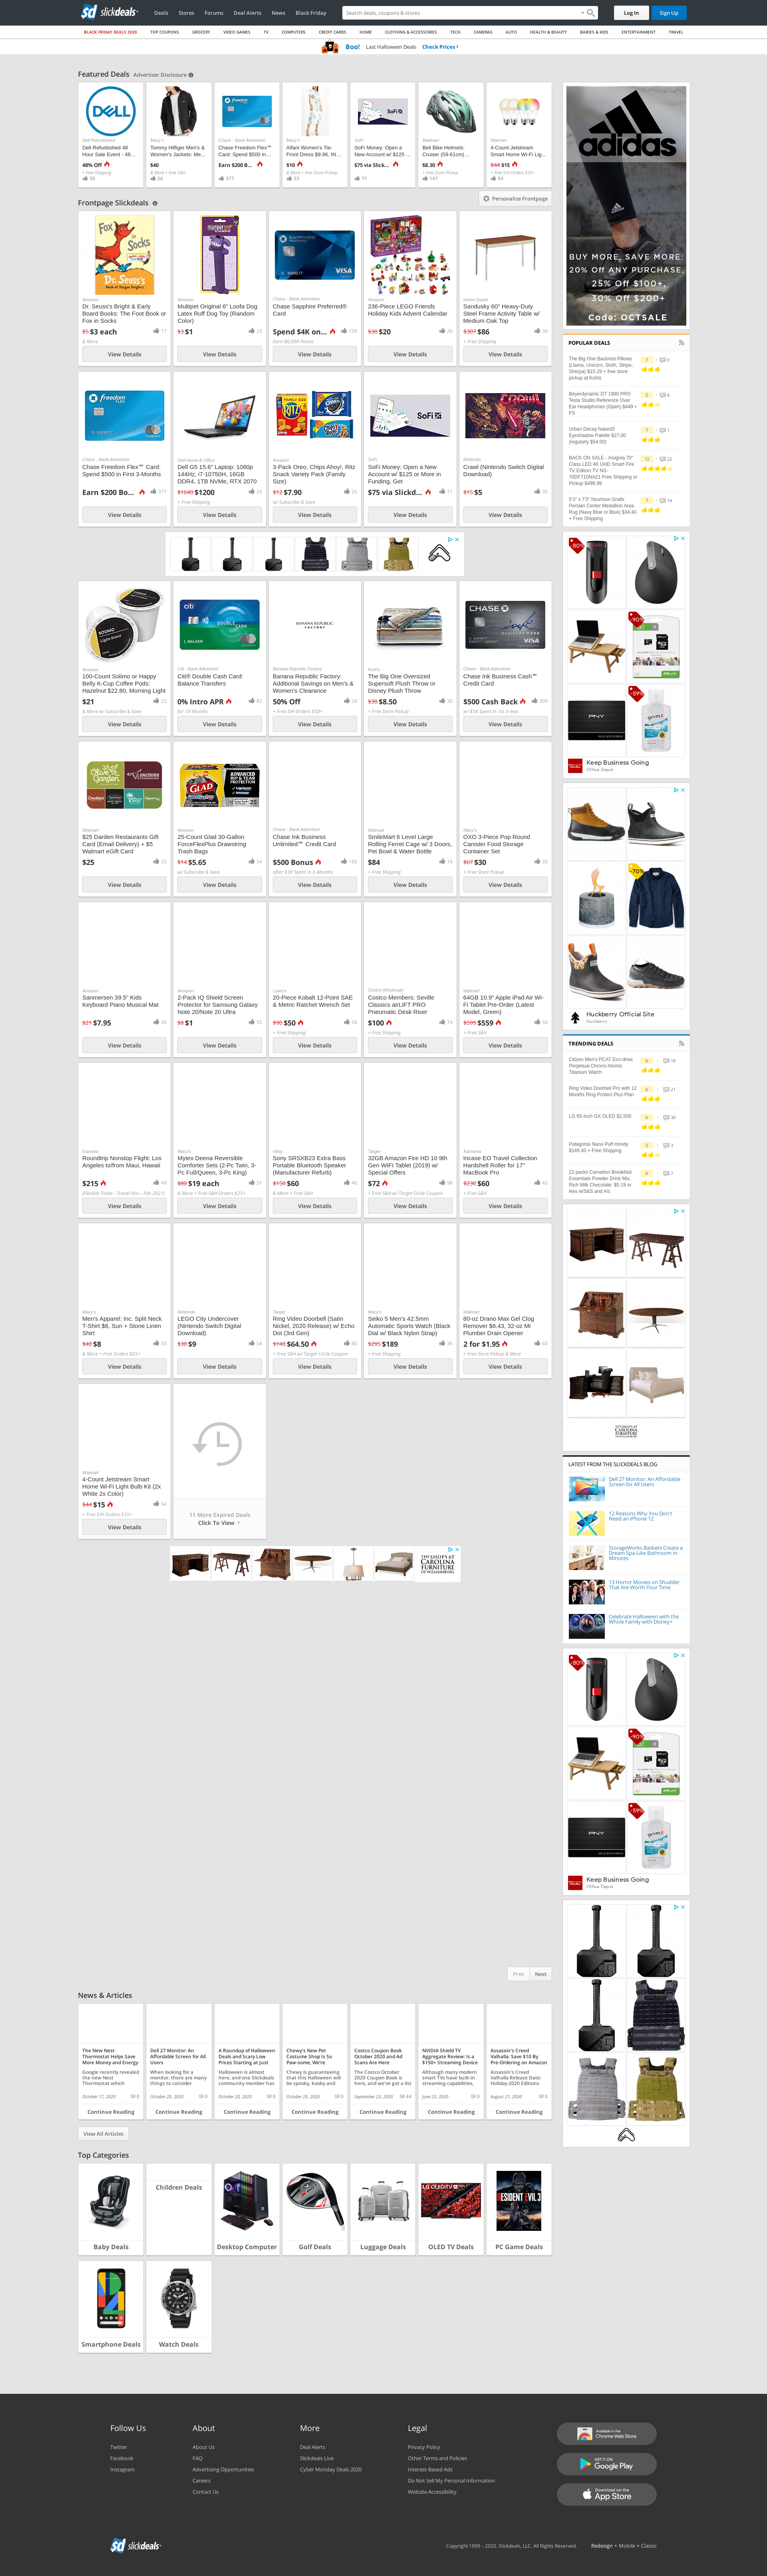 slickdeals
Deals Stores Forums Deal Alerts News Black Friday
Search deals, coupons & stores
Log In Sign Up
BLACK FRIDAY DEALS 2020 TOP COUPONS GROCERY VIDEO GAMES TV COMPUTERS CREDIT CARDS HOME CLOTHING & ACCESSORIES TECH CAMERAS AUTO HEALTH & BEAUTY BABIES & KIDS ENTERTAINMENT TRAVEL
Boo! Last Halloween Deals Check Prices
Featured Deals Advertiser Disclosure
Dell Refurbished
Dell Refurbished 48 Hour Sale Event - 48...
48% Off
+ Free Shipping
38
Macy's
Tommy Hilfiger Men's & Women's Jackets: Me...
$40
& More + Free S&H
26
Chase - Bank Advertiser
Chase Freedom Flex℠ Card: Spend $500 in...
Earn $200 B...
377
Macy's
Alfani Women's Tie-Front Dress $9.96, IN...
$10
& More + Free Store Pickup
33
SoFi
SoFi Money: Open a New Account w/ $125 ...
$75 via Slick...
71
Walmart
Bell Bike Helmets: Cruiser (59-61cm)...
$8.30
+ Free Store Pickup
147
Walmart
4-Count Jetstream Smart Home Wi-Fi Lig...
$44 $15
+ Free S/H Orders $35+
54
Frontpage Slickdeals
Personalize Frontpage
Amazon
Dr. Seuss's Bright & Early Board Books: The Foot Book or Fox in Socks
$5 $3 each
17
& More
View Details
Amazon
Multipet Original 6" Loofa Dog Latex Ruff Dog Toy (Random Color)
$3 $1
23
View Details
Chase - Bank Advertiser
Chase Sapphire Preferred® Card
Spend $4K on...
139
Earn 60,000 Points
View Details
Amazon
236-Piece LEGO Friends Holiday Kids Advent Calendar
$30 $20
26
View Details
Home Depot
Sandusky 60" Heavy-Duty Steel Frame Activity Table w/ Medium Oak Top
$307 $86
30
+ Free Shipping
View Details
Chase - Bank Advertiser
Chase Freedom Flex℠ Card: Spend $500 in First 3-Months
Earn $200 Bo...
377
View Details
Dell Home & Office
Dell G5 15.6" Laptop: 1080p 144Hz, i7-10750H, 16GB DDR4, 1TB NVMe, RTX 2070
$1640 $1200
24
+ Free Shipping
View Details
Amazon
3-Pack Oreo, Chips Ahoy!, Ritz Snack Variety Pack (Family Size)
$12 $7.90
25
w/ Subscribe & Save
View Details
SoFi
SoFi Money: Open a New Account w/ $125 or More in Funding, Get
$75 via Slickd...
71
View Details
Nintendo
Crawl (Nintendo Switch Digital Download)
$15 $5
35
View Details
Amazon
100-Count Solimo or Happy Belly K-Cup Coffee Pods: Hazelnut $22.80, Morning Light
$21
22
& More w/ Subscribe & Save
View Details
Citi - Bank Advertiser
Citi® Double Cash Card: Balance Transfers
0% Intro APR
82
for 18 Months
View Details
BANANA REPUBLIC
FACTORY
Banana Republic Factory
Banana Republic Factory: Additional Savings on Men's & Women's Clearance
50% Off
24
+ Free S/H Orders $50+
View Details
Kohl's
The Big One Oversized Supersoft Plush Throw or Disney Plush Throw
$30 $8.50
30
+ Free Store Pickup
View Details
Chase - Bank Advertiser
Chase Ink Business Cash℠ Credit Card
$500 Cash Back
309
w/ $3K Spent in 1st 3 mos
View Details
Walmart
$25 Darden Restaurants Gift Card (Email Delivery) + $5 Walmart eGift Card
$25
23
View Details
Amazon
25-Count Glad 30-Gallon ForceFlexPlus Drawstring Trash Bags
$14 $5.65
54
w/ Subscribe & Save
View Details
Chase - Bank Advertiser
Chase Ink Business Unlimited℠ Credit Card
$500 Bonus
169
after $3K Spent in 3-Months
View Details
Walmart
SmileMart 6 Level Large Rolling Ferret Cage w/ 3 Doors, Pet Bowl & Water Bottle
$84
16
+ Free Shipping
View Details
Macy's
OXO 3-Piece Pop Round Canister Food Storage Container Set
$67 $30
33
+ Free Store Pickup
View Details
Amazon
Sanmersen 39.5" Kids Keyboard Piano Musical Mat
$21 $7.95
30
View Details
Amazon
2-Pack IQ Shield Screen Protector for Samsung Galaxy Note 20/Note 20 Ultra
$8 $1
55
View Details
Lowe's
20-Piece Kobalt 12-Point SAE & Metric Ratchet Wrench Set
$90 $50
58
+ Free Shipping
View Details
Costco Wholesale
Costco Members: Seville Classics airLIFT PRO Pneumatic Desk Riser
$100
74
+ Free Shipping
View Details
Walmart
64GB 10.9" Apple iPad Air Wi-Fi Tablet Pre-Order (Latest Model, Green)
$599 $559
50
+ Free S&H
View Details
Expedia
Roundtrip Nonstop Flight: Los Angeles to/from Maui, Hawaii
$215
49
(Flexible Ticket · Travel Nov - Feb 2021)
View Details
Macy's
Mytex Deena Reversible Comforter Sets (2-Pc Twin, 3-Pc Full/Queen, 3-Pc King)
$80 $19 each
31
& More + Free S&H Orders $25+
View Details
eBay
Sony SRSXB23 Extra Bass Portable Bluetooth Speaker (Manufacturer Refurb)
$150 $60
40
& More + Free S&H
View Details
Target
32GB Amazon Fire HD 10 9th Gen WIFI Tablet (2019) w/ Special Offers
$72
98
+ Free S&H w/ Target Circle Coupon
View Details
Adorama
Incase EO Travel Collection Hardshell Roller for 17" MacBook Pro
$230 $60
42
+ Free S&H
View Details
Macy's
Men's Apparel: Inc. Split Neck T-Shirt $6, Sun + Stone Linen Shirt
$40 $8
33
& More + Free Orders $25+
View Details
Nintendo
LEGO City Undercover (Nintendo Switch Digital Download)
$30 $9
54
View Details
Target
Ring Video Doorbell (Satin Nickel, 2020 Release) w/ Echo Dot (3rd Gen)
$140 $64.50
80
+ Free S&H w/ Target Circle Coupon
View Details
Macy's
Seiko 5 Men's 42.5mm Automatic Sports Watch (Black Dial w/ Black Nylon Strap)
$295 $189
36
+ Free Shipping
View Details
Walmart
80-oz Drano Max Gel Clog Remover $6.43, 32-oz Mr Plumber Drain Opener
2 for $1.95
60
+ Free Store Pickup & More
View Details
Walmart
4-Count Jetstream Smart Home Wi-Fi Light Bulb Kit (2x White 2x Color)
$44 $15
54
+ Free S/H Orders $35+
View Details
11 More Expired Deals
Click To View
THE SHOPS AT
CAROLINA
FURNITURE
OF WILLIAMSBURG
Prev Next
adidas
BUY MORE, SAVE MORE:
20% Off ANY PURCHASE,
25% Off $100+,
30% Off $200+
Code: OCTSALE
POPULAR DEALS
The Big One Backrest Pillows (Llama, Unicorn, Sloth, Stripe, Sherpa) $15.29 + free store pickup at Kohls
7 0
Beyerdynamic DT 1990 PRO Tesla Studio Reference Over Ear Headphones (Open) $449 + FS
5 6
Urban Decay Naked3 Eyeshadow Palette $27.00 (regularly $54.00)
7 1
BACK ON SALE - Insignia 70" Class LED 4K UHD Smart Fire TV Edition TV NS-70DF710NA21 Free Shipping or Pickup $499.99
12 22
5'3" x 7'3" Nourison Grafix Persian Center Medallion Area Rug (Navy Blue or Blue) $34.40 + Free Shipping
7 14
-80%
-90%
-59%
PNY
Keep Business Going
Office Depot
-70%
Huckberry Official Site
Huckberry
TRENDING DEALS
Citizen Men's PCAT Eco-drive Perpetual Chrono Atomic Titanium Watch
6 18
Ring Video Doorbell Pro with 12 Months Ring Protect Plus Plan
6 21
LG 65-Inch GX OLED $2,500
6 30
Patagonia Nano Puff Hoody $149.40 + Free Shipping
5 3
22 packs Carnation Breakfast Essentials Powder Drink Mix, Rich Milk Chocolate: $5.19 or less w/S&S and A/c
6 7
THE SHOPS AT
CAROLINA
FURNITURE
OF WILLIAMSBURG
LATEST FROM THE SLICKDEALS BLOG
Dell 27 Monitor: An Affordable Screen for All Users
12 Reasons Why You Don't Need an iPhone 12
StorageWorks Baskets Create a Dream Spa-Like Bathroom in Minutes
13 Horror Movies on Shudder That Are Worth Your Time
Celebrate Halloween with the Whole Family with Disney+
-80%
-90%
-59%
PNY
Keep Business Going
Office Depot
News & Articles
The New Nest Thermostat Helps Save More Money and Energy
Google recently revealed the new Nest Thermostat which
October 17, 2020 0
Continue Reading
Dell 27 Monitor: An Affordable Screen for All Users
When looking for a monitor, there are many things to consider
October 20, 2020 0
Continue Reading
A Roundup of Halloween Deals and Scary Low Prices Starting at Just
Halloween is almost here, and one Slickdeals community member has
October 20, 2020 0
Continue Reading
Chewy's New Pet Costume Shop Is So Paw-some, We're
Chewy is guaranteeing that this Halloween will be spooky, kooky and
October 20, 2020 0
Continue Reading
Costco Coupon Book October 2020 and Ad Scans Are Here
The Costco October 2020 Coupon Book is here, and we've got a list
September 23, 2020 44
Continue Reading
NVIDIA Shield TV Aggregate Review: Is a $150+ Streaming Device
Although many modern smart TVs have built-in streaming capabilities,
June 23, 2020 0
Continue Reading
Assassin's Creed Valhalla: Save $10 By Pre-Ordering on Amazon
Assassin's Creed Valhalla Release Date: Holiday 2020 Editions
August 21, 2020 0
Continue Reading
View All Articles
Top Categories
Baby Deals
Children Deals
Desktop Computer
Golf Deals
Luggage Deals
LG OLED TV
OLED TV Deals
RESIDENT EVIL 3
PC Game Deals
Smartphone Deals
Watch Deals
Follow Us
Twitter
Facebook
Instagram
About
About Us
FAQ
Advertising Opportunities
Careers
Contact Us
More
Deal Alerts
Slickdeals Live
Cyber Monday Deals 2020
Legal
Privacy Policy
Other Terms and Policies
Interest-Based Ads
Do Not Sell My Personal Information
Website Accessibility
Available in the
Chrome Web Store
GET IT ON
Google Play
Download on the
App Store
slickdeals
Copyright 1999 - 2020. Slickdeals, LLC. All Rights Reserved. Redesign • Mobile • Classic